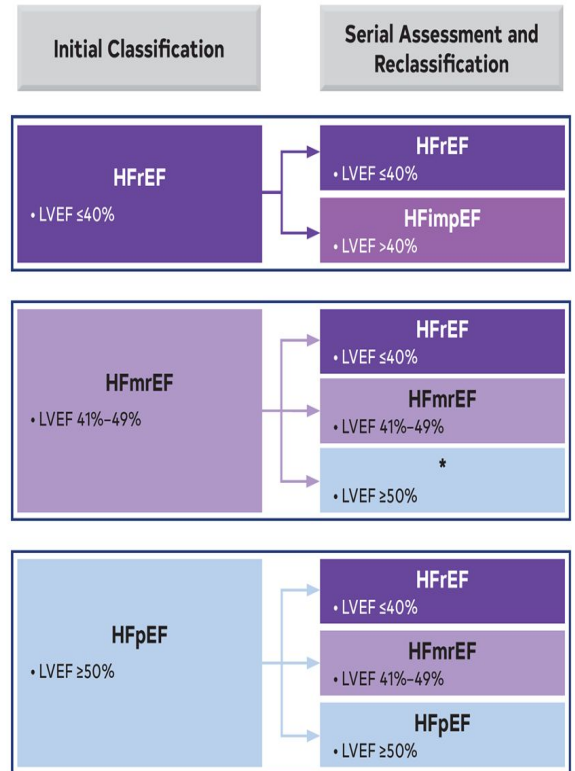 Initial Classification
Serial Assessment and
Reclassification
HFrEF
• LVEF ≤40%
HFrEF
• LVEF ≤40%
HFimpEF
• LVEF >40%
HFmrEF
• LVEF 41%–49%
HFrEF
• LVEF ≤40%
HFmrEF
• LVEF 41%–49%
*
• LVEF ≥50%
HFpEF
• LVEF ≥50%
HFrEF
• LVEF ≤40%
HFmrEF
• LVEF 41%–49%
HFpEF
• LVEF ≥50%